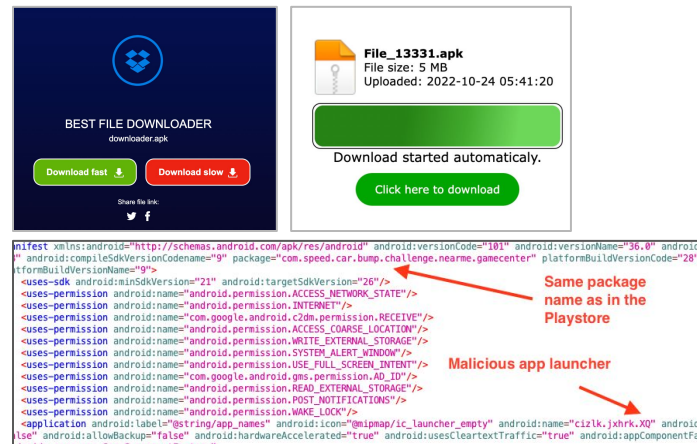 BEST FILE DOWNLOADER
downloader.apk
Download fast
Download slow
Share file link:
File_13331.apk
File size: 5 MB
Uploaded: 2022-10-24 05:41:20
Download started automaticaly.
Click here to download
nifest xmlns:android="http://schemas.android.com/apk/res/android" android:versionCode="101" android:versionName="36.0"
" android:compileSdkVersionCodename="9" package="com.speed.car.bump.challenge.nearme.gamecenter" platformBuildVersionCode="28"
tformBuildVersionName="9">
<uses-sdk android:minSdkVersion="21" android:targetSdkVersion="26"/>
<uses-permission android:name="android.permission.ACCESS_NETWORK_STATE"/>
<uses-permission android:name="android.permission.INTERNET"/>
<uses-permission android:name="com.google.android.c2dm.permission.RECEIVE"/>
<uses-permission android:name="android.permission.ACCESS_COARSE_LOCATION"/>
<uses-permission android:name="android.permission.WRITE_EXTERNAL_STORAGE"/>
<uses-permission android:name="android.permission.SYSTEM_ALERT_WINDOW"/>
<uses-permission android:name="android.permission.USE_FULL_SCREEN_INTENT"/>
<uses-permission android:name="com.google.android.gms.permission.AD_ID"/>
<uses-permission android:name="android.permission.READ_EXTERNAL_STORAGE"/>
<uses-permission android:name="android.permission.POST_NOTIFICATIONS"/>
<uses-permission android:name="android.permission.WAKE_LOCK"/>
<application android:label="@string/app_names" android:icon="@mipmap/ic_launcher_empty" android:name="cizlk.jxhrk.XQ"
lse" android:allowBackup="false" android:hardwareAccelerated="true" android:usesCleartextTraffic="true"
Same package
name as in the
Playstore
Malicious app launcher